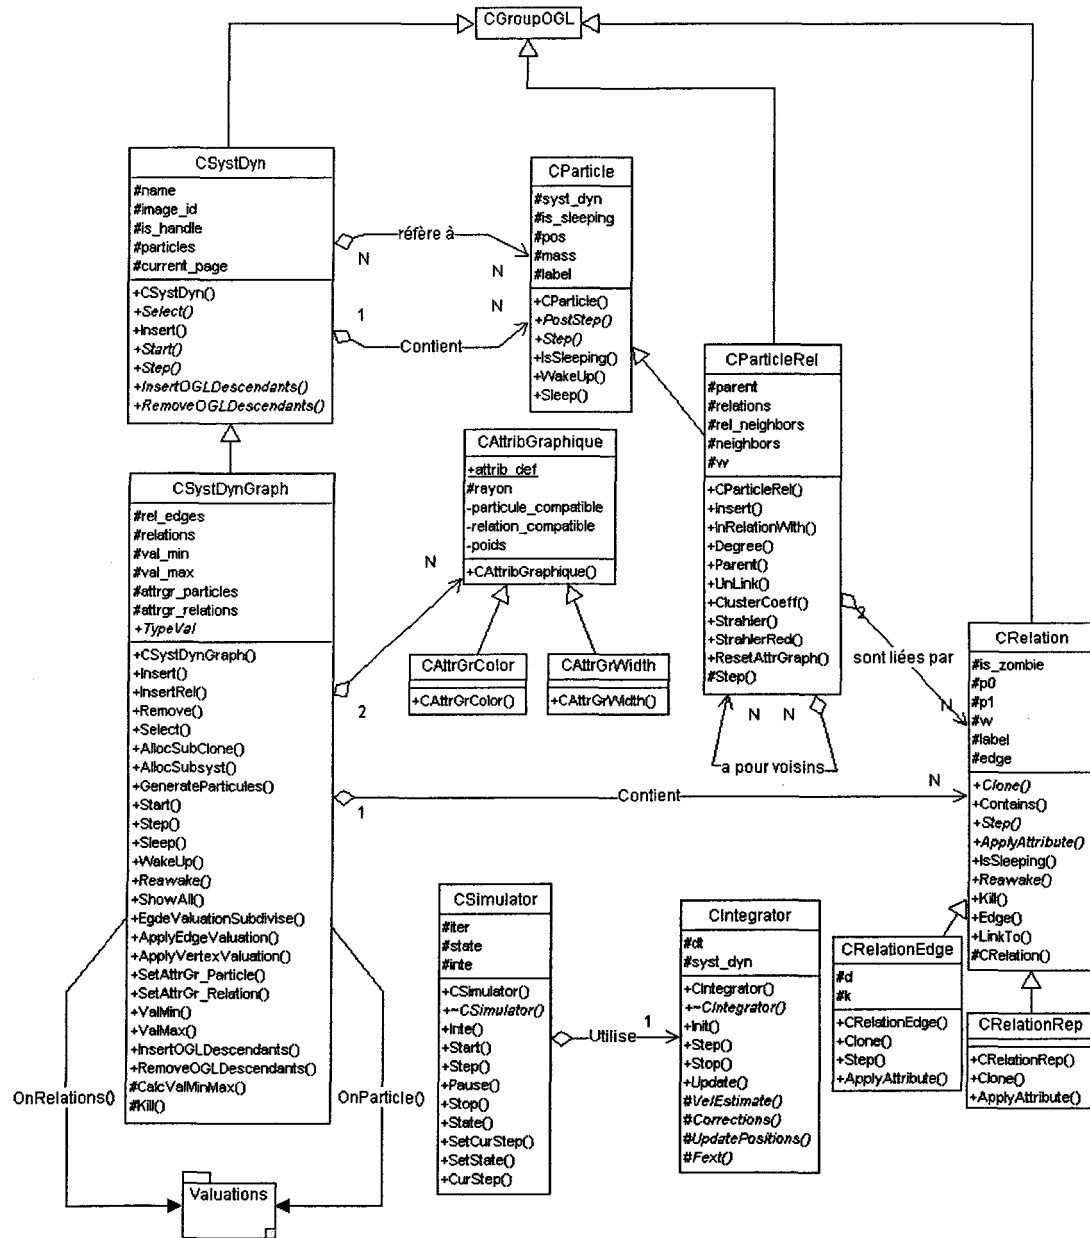 CGroupOGL
CSystDyn
#name
#image_id
#is_handle
#particles
#current_page
+CSystDyn()
+Select()
+Insert()
+Start()
+Step()
+InsertOGLDescendants()
+RemoveOGLDescendants()
réfère à
N
N
1
N
Contient
CParticle
#syst_dyn
#is_sleeping
#pos
#mass
#label
+CParticle()
+PostStep()
+Step()
+IsSleeping()
+WakeUp()
+Sleep()
CParticleRel
#parent
#relations
#rel_neighbors
#neighbors
#w
+CParticleRel()
+Insert()
+InRelationWith()
+Degree()
+Parent()
+UnLink()
+ClusterCoeff()
+Strahler()
+StrahlerRed()
+ResetAttrGraph()
#Step()
N
N
a pour voisins
2
sont liées par
N
CAttribGraphique
+attrib_def
#rayon
-particule_compatible
-relation_compatible
-poids
+CAttribGraphique()
CAttrGrColor
+CAttrGrColor()
CAttrGrWidth
+CAttrGrWidth()
CSystDynGraph
#rel_edges
#relations
#val_min
#val_max
#attrgr_particles
#attrgr_relations
+TypeVal
+CSystDynGraph()
+Insert()
+InsertRel()
+Remove()
+Select()
+AllocSubClone()
+AllocSubsyst()
+GenerateParticules()
+Start()
+Step()
+Sleep()
+WakeUp()
+Reawake()
+ShowAll()
+EgdeValuationSubdivise()
+ApplyEdgeValuation()
+ApplyVertexValuation()
+SetAttrGr_Particle()
+SetAttrGr_Relation()
+ValMin()
+ValMax()
+InsertOGLDescendants()
+RemoveOGLDescendants()
#CalcValMinMax()
#Kill()
N
2
1
Contient
N
CRelation
#is_zombie
#p0
#p1
#w
#label
#edge
+Clone()
+Contains()
+Step()
+ApplyAttribute()
+IsSleeping()
+Reawake()
+Kill()
+Edge()
+LinkTo()
#CRelation()
CSimulator
#iter
#state
#inte
+CSimulator()
+~CSimulator()
+Inte()
+Start()
+Step()
+Pause()
+Stop()
+State()
+SetCurStep()
+SetState()
+CurStep()
Utilise
1
CIntegrator
#dt
#syst_dyn
+CIntegrator()
+~CIntegrator()
+Init()
+Step()
+Stop()
+Update()
#VelEstimate()
#Corrections()
#UpdatePositions()
#Fext()
CRelationEdge
#d
#k
+CRelationEdge()
+Clone()
+Step()
+ApplyAttribute()
CRelationRep
+CRelationRep()
+Clone()
+ApplyAttribute()
OnRelations()
OnParticle()
Valuations